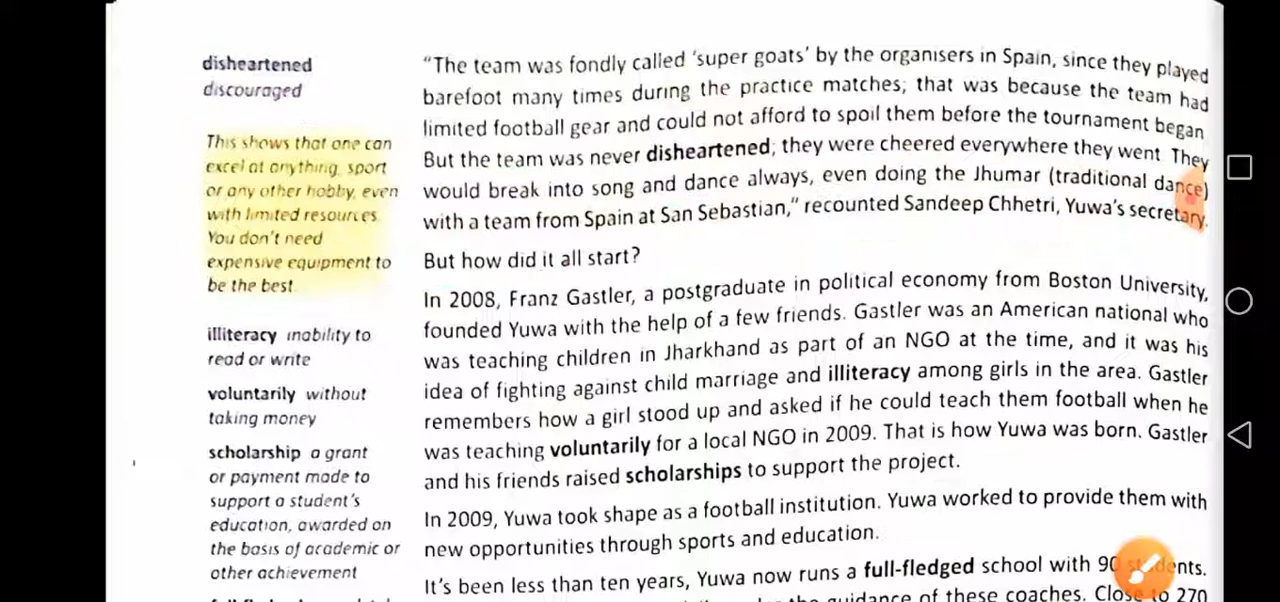 disheartened
discouraged
This shows that one can
excel at anything, sport
or any other hobby, even
with limited resources.
You don't need
expensive equipment to
be the best.
illiteracy inability to
read or write
voluntarily without
taking money
scholarship a grant
or payment made to
support a student's
education, awarded on
the basis of academic or
other achievement
"The team was fondly called 'super goats' by the organisers in Spain, since they played
barefoot many times during the practice matches; that was because the team had
limited football gear and could not afford to spoil them before the tournament began
But the team was never disheartened; they were cheered everywhere they went They
would break into song and dance always, even doing the Jhumar (traditional dance)
with a team from Spain at San Sebastian," recounted Sandeep Chhetri, Yuwa's secretary.
But how did it all start?
In 2008, Franz Gastler, a postgraduate in political economy from Boston University,
founded Yuwa with the help of a few friends. Gastler was an American national who
was teaching children in Jharkhand as part of an NGO at the time, and it was his
idea of fighting against child marriage and illiteracy among girls in the area. Gastler
remembers how a girl stood up and asked if he could teach them football when he
was teaching voluntarily for a local NGO in 2009. That is how Yuwa was born. Gastler
and his friends raised scholarships to support the project.
In 2009, Yuwa took shape as a football institution. Yuwa worked to provide them with
new opportunities through sports and education.
It's been less than ten years, Yuwa now runs a full-fledged school with 90 students.
guidance of these coaches. Close to 270